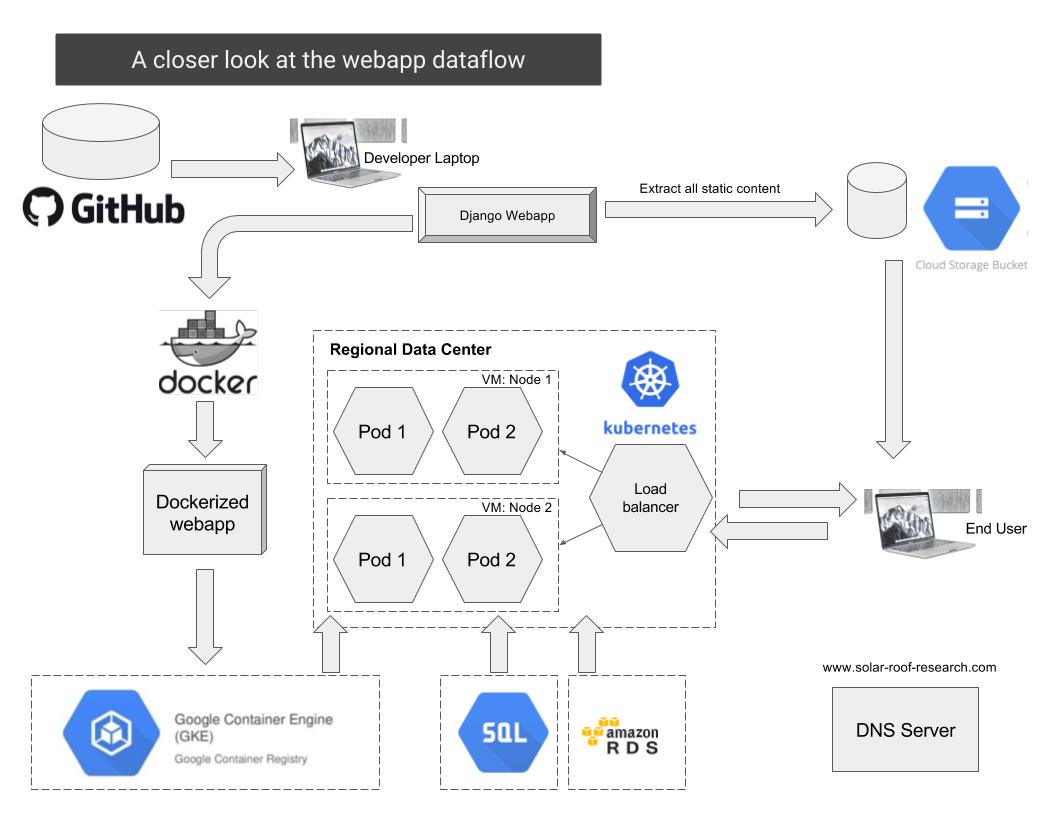 A closer look at the webapp dataflow
Developer Laptop
GitHub
Django Webapp
Extract all static content
Cloud Storage Bucket
docker
Regional Data Center
VM: Node 1
Pod 1
Pod 2
kubernetes
Load
balancer
VM: Node 2
Pod 1
Pod 2
Dockerized
webapp
End User
Google Container Engine
(GKE)
Google Container Registry
SQL
amazon
RDS
www.solar-roof-research.com
DNS Server